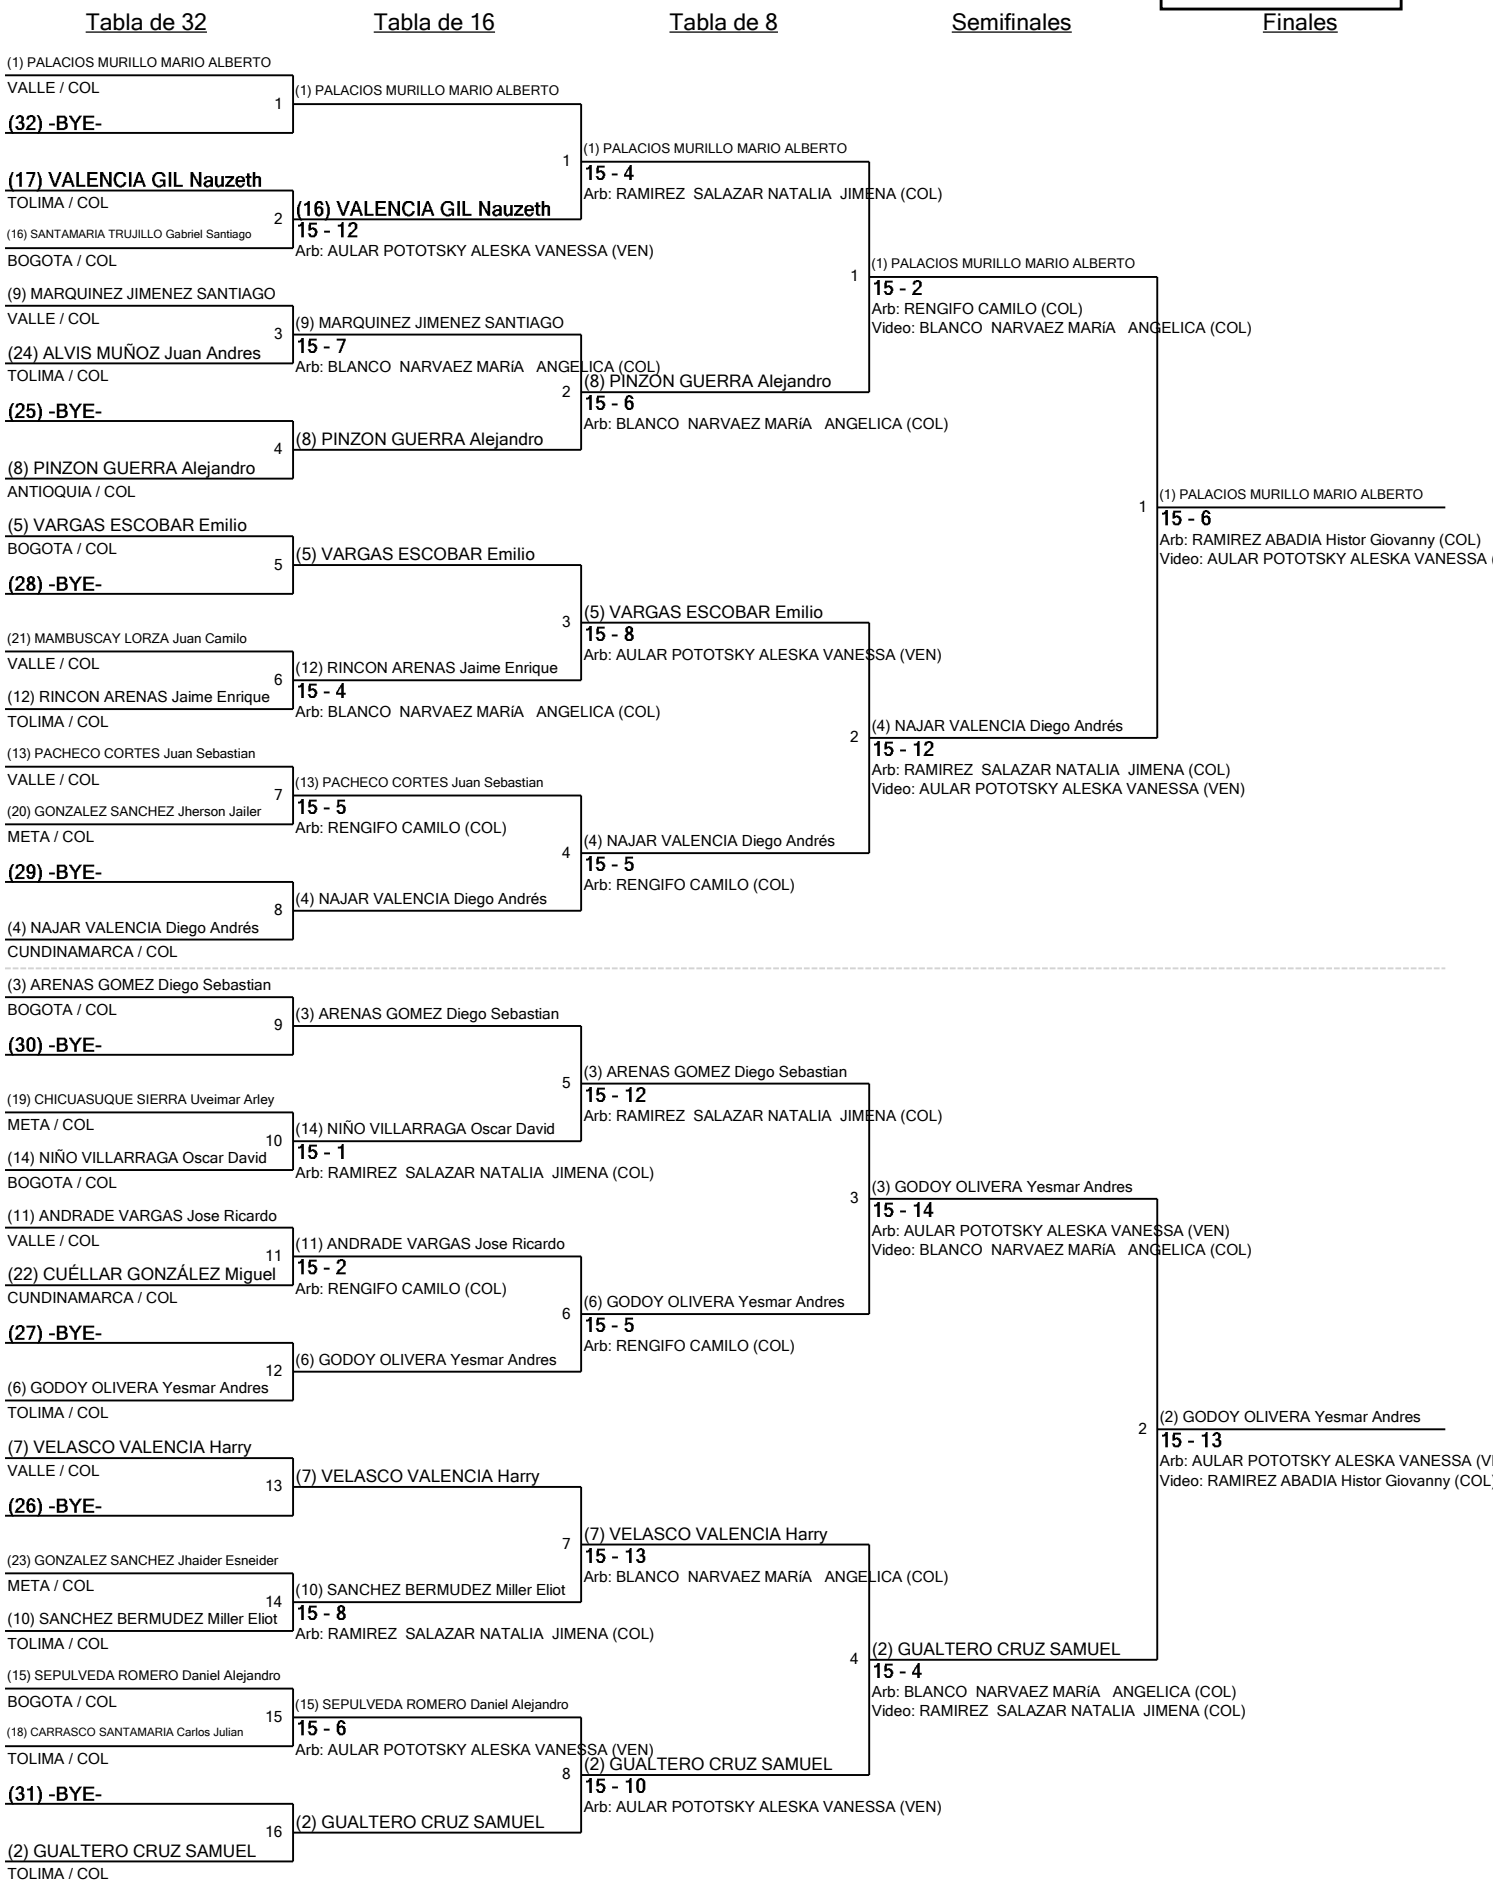 Tabla de 32
Tabla de 16
Tabla de 8
Semifinales
Finales
(1) PALACIOS MURILLO MARIO ALBERTO
VALLE / COL
1
(32) -BYE-
(17) VALENCIA GIL Nauzeth
TOLIMA / COL
2
(16) SANTAMARIA TRUJILLO Gabriel Santiago
BOGOTA / COL
(9) MARQUINEZ JIMENEZ SANTIAGO
VALLE / COL
3
(24) ALVIS MUÑOZ Juan Andres
TOLIMA / COL
(25) -BYE-
4
(8) PINZON GUERRA Alejandro
ANTIOQUIA / COL
(5) VARGAS ESCOBAR Emilio
BOGOTA / COL
5
(28) -BYE-
(21) MAMBUSCAY LORZA Juan Camilo
VALLE / COL
6
(12) RINCON ARENAS Jaime Enrique
TOLIMA / COL
(13) PACHECO CORTES Juan Sebastian
VALLE / COL
7
(20) GONZALEZ SANCHEZ Jherson Jailer
META / COL
(29) -BYE-
8
(4) NAJAR VALENCIA Diego Andrés
CUNDINAMARCA / COL
(3) ARENAS GOMEZ Diego Sebastian
BOGOTA / COL
9
(30) -BYE-
(19) CHICUASUQUE SIERRA Uveimar Arley
META / COL
10
(14) NIÑO VILLARRAGA Oscar David
BOGOTA / COL
(11) ANDRADE VARGAS Jose Ricardo
VALLE / COL
11
(22) CUÉLLAR GONZÁLEZ Miguel
CUNDINAMARCA / COL
(27) -BYE-
12
(6) GODOY OLIVERA Yesmar Andres
TOLIMA / COL
(7) VELASCO VALENCIA Harry
VALLE / COL
13
(26) -BYE-
(23) GONZALEZ SANCHEZ Jhaider Esneider
META / COL
14
(10) SANCHEZ BERMUDEZ Miller Eliot
TOLIMA / COL
(15) SEPULVEDA ROMERO Daniel Alejandro
BOGOTA / COL
15
(18) CARRASCO SANTAMARIA Carlos Julian
TOLIMA / COL
(31) -BYE-
16
(2) GUALTERO CRUZ SAMUEL
TOLIMA / COL
(1) PALACIOS MURILLO MARIO ALBERTO
1
(16) VALENCIA GIL Nauzeth
15 - 12
Arb: AULAR POTOTSKY ALESKA VANESSA (VEN)
(9) MARQUINEZ JIMENEZ SANTIAGO
15 - 7
Arb: BLANCO NARVAEZ MARíA ANGELICA (COL)
2
(8) PINZON GUERRA Alejandro
(5) VARGAS ESCOBAR Emilio
3
(12) RINCON ARENAS Jaime Enrique
15 - 4
Arb: BLANCO NARVAEZ MARíA ANGELICA (COL)
(13) PACHECO CORTES Juan Sebastian
15 - 5
Arb: RENGIFO CAMILO (COL)
4
(4) NAJAR VALENCIA Diego Andrés
(3) ARENAS GOMEZ Diego Sebastian
5
(14) NIÑO VILLARRAGA Oscar David
15 - 1
Arb: RAMIREZ SALAZAR NATALIA JIMENA (COL)
(11) ANDRADE VARGAS Jose Ricardo
15 - 2
Arb: RENGIFO CAMILO (COL)
6
(6) GODOY OLIVERA Yesmar Andres
(7) VELASCO VALENCIA Harry
7
(10) SANCHEZ BERMUDEZ Miller Eliot
15 - 8
Arb: RAMIREZ SALAZAR NATALIA JIMENA (COL)
(15) SEPULVEDA ROMERO Daniel Alejandro
15 - 6
Arb: AULAR POTOTSKY ALESKA VANESSA (VEN)
8
(2) GUALTERO CRUZ SAMUEL
(1) PALACIOS MURILLO MARIO ALBERTO
15 - 4
Arb: RAMIREZ SALAZAR NATALIA JIMENA (COL)
1
(8) PINZON GUERRA Alejandro
15 - 6
Arb: BLANCO NARVAEZ MARíA ANGELICA (COL)
(5) VARGAS ESCOBAR Emilio
15 - 8
Arb: AULAR POTOTSKY ALESKA VANESSA (VEN)
2
(4) NAJAR VALENCIA Diego Andrés
15 - 5
Arb: RENGIFO CAMILO (COL)
(3) ARENAS GOMEZ Diego Sebastian
15 - 12
Arb: RAMIREZ SALAZAR NATALIA JIMENA (COL)
3
(6) GODOY OLIVERA Yesmar Andres
15 - 5
Arb: RENGIFO CAMILO (COL)
(7) VELASCO VALENCIA Harry
15 - 13
Arb: BLANCO NARVAEZ MARíA ANGELICA (COL)
4
(2) GUALTERO CRUZ SAMUEL
15 - 10
Arb: AULAR POTOTSKY ALESKA VANESSA (VEN)
(1) PALACIOS MURILLO MARIO ALBERTO
15 - 2
Arb: RENGIFO CAMILO (COL)
Video: BLANCO NARVAEZ MARíA ANGELICA (COL)
1
(4) NAJAR VALENCIA Diego Andrés
15 - 12
Arb: RAMIREZ SALAZAR NATALIA JIMENA (COL)
Video: AULAR POTOTSKY ALESKA VANESSA (VEN)
(3) GODOY OLIVERA Yesmar Andres
15 - 14
Arb: AULAR POTOTSKY ALESKA VANESSA (VEN)
Video: BLANCO NARVAEZ MARíA ANGELICA (COL)
2
(2) GUALTERO CRUZ SAMUEL
15 - 4
Arb: BLANCO NARVAEZ MARíA ANGELICA (COL)
Video: RAMIREZ SALAZAR NATALIA JIMENA (COL)
(1) PALACIOS MURILLO MARIO ALBERTO
15 - 6
Arb: RAMIREZ ABADIA Histor Giovanny (COL)
Video: AULAR POTOTSKY ALESKA VANESSA (
(2) GODOY OLIVERA Yesmar Andres
15 - 13
Arb: AULAR POTOTSKY ALESKA VANESSA (V
Video: RAMIREZ ABADIA Histor Giovanny (COL